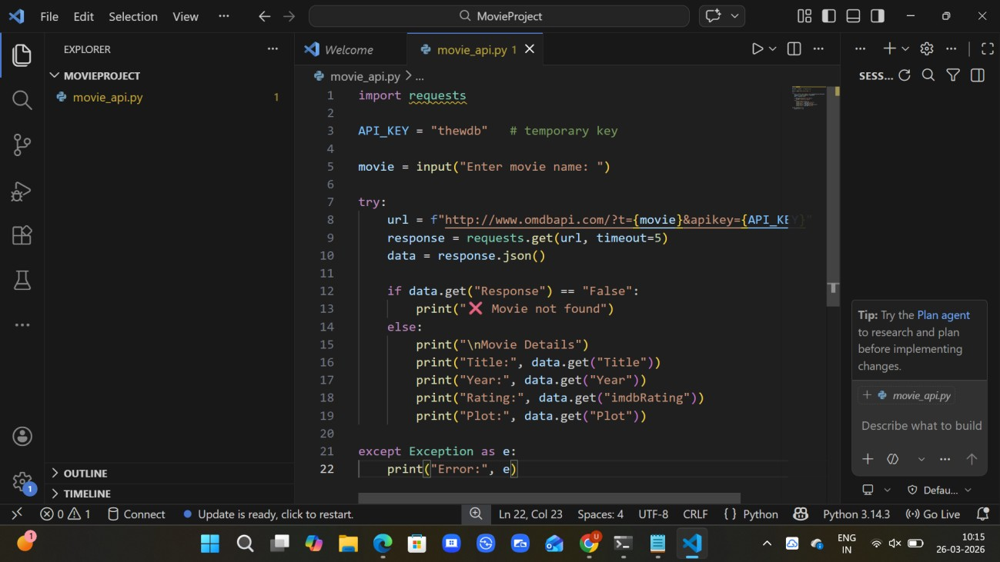 File Edit Selection View ··· MovieProject
EXPLORER ···
MOVIEPROJECT
movie_api.py 1
OUTLINE
TIMELINE
Welcome
movie_api.py 1
movie_api.py > ...
1 import requests
2
3 API_KEY = "thewdb"   # temporary key
4
5 movie = input("Enter movie name: ")
6
7 try:
8     url = f"http://www.omdbapi.com/?t={movie}&apikey={API_KEY}"
9     response = requests.get(url, timeout=5)
10     data = response.json()
11
12     if data.get("Response") == "False":
13         print("❌ Movie not found")
14     else:
15         print("\nMovie Details")
16         print("Title:", data.get("Title"))
17         print("Year:", data.get("Year"))
18         print("Rating:", data.get("imdbRating"))
19         print("Plot:", data.get("Plot"))
20
21 except Exception as e:
22     print("Error:", e)
SESS...
Tip: Try the Plan agent
to research and plan
before implementing
changes.
movie_api.py
Describe what to build
Defau...
0 1 Connect Update is ready, click to restart. Ln 22, Col 23 Spaces: 4 UTF-8 CRLF { } Python Python 3.14.3 Go Live
1
1
U
ENG
IN
10:15
26-03-2026